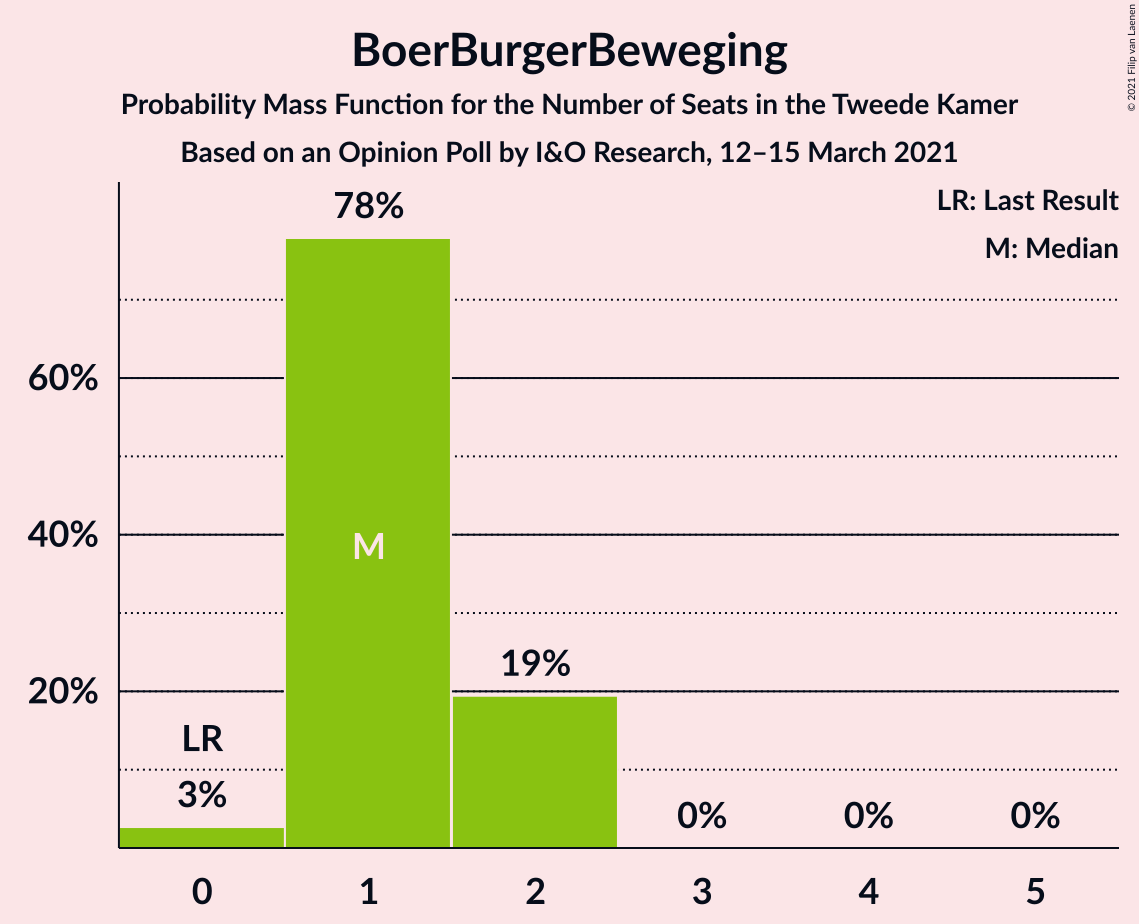 BoerBurgerBeweging
Probability Mass Function for the Number of Seats in the Tweede Kamer
Based on an Opinion Poll by I&O Research, 12–15 March 2021
© 2021 Filip van Laenen
LR: Last Result
M: Median
78%
60%
40%
M
19%
20%
LR
3%
0%
0%
0%
0
1
2
3
4
5